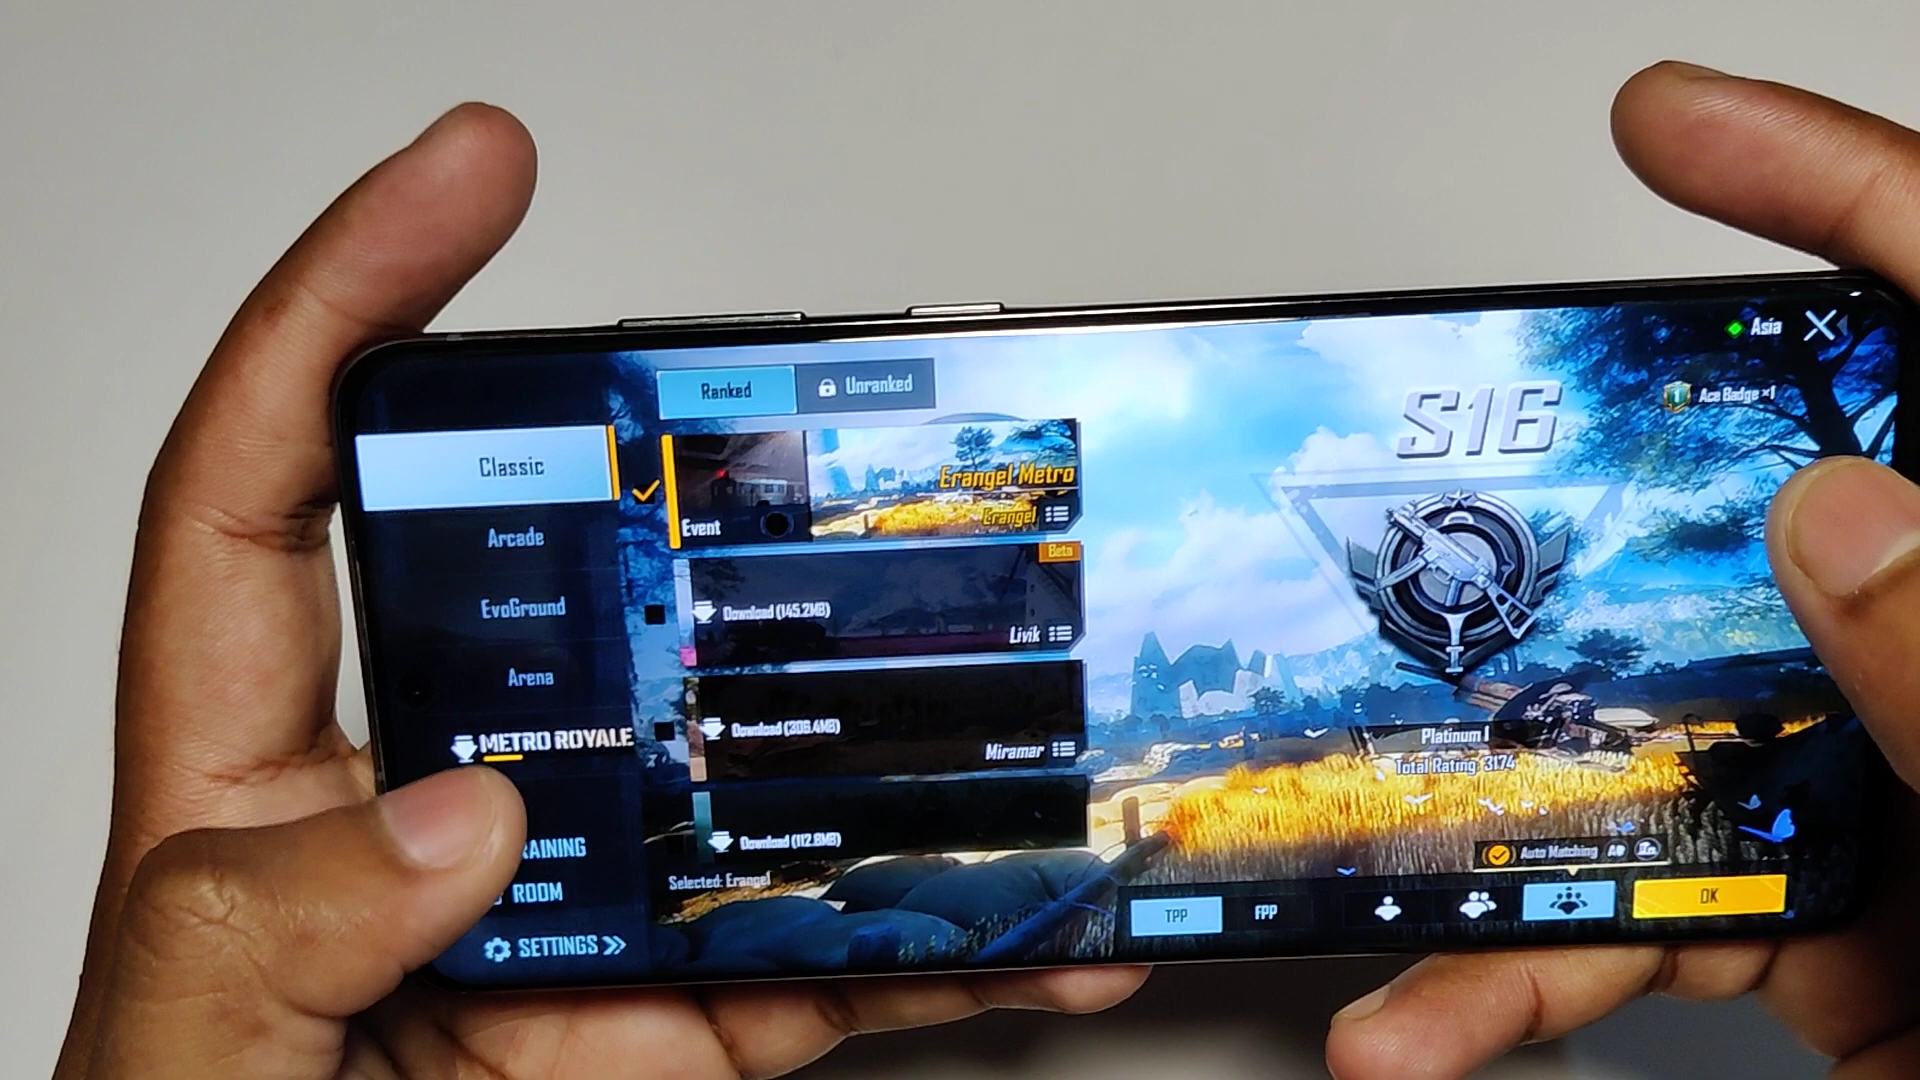 Asia
Ranked
Unranked
S16
Ace Badge ×1
Classic
Erangel Metro
Event
Erangel
Arcade
Beta
EvoGround
Download (145.2MB)
Livik
Arena
Download (306.4MB)
Miramar
METRO ROYALE
Platinum I
Total Rating: 3174
Download (112.8MB)
RAINING
Auto Matching
Selected: Erangel
ROOM
TPP
FPP
OK
SETTINGS